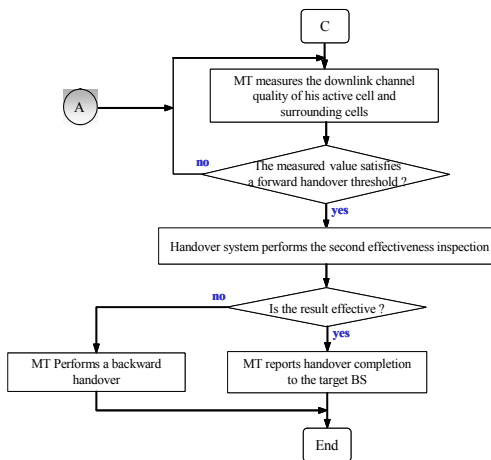 C
MT measures the downlink channel
quality of his active cell and
surrounding cells
A
no
The measured value satisfies
a forward handover threshold ?
yes
Handover system performs the second effectiveness inspection
no
Is the result effective ?
yes
MT Performs a backward
handover
MT reports handover completion
to the target BS
End